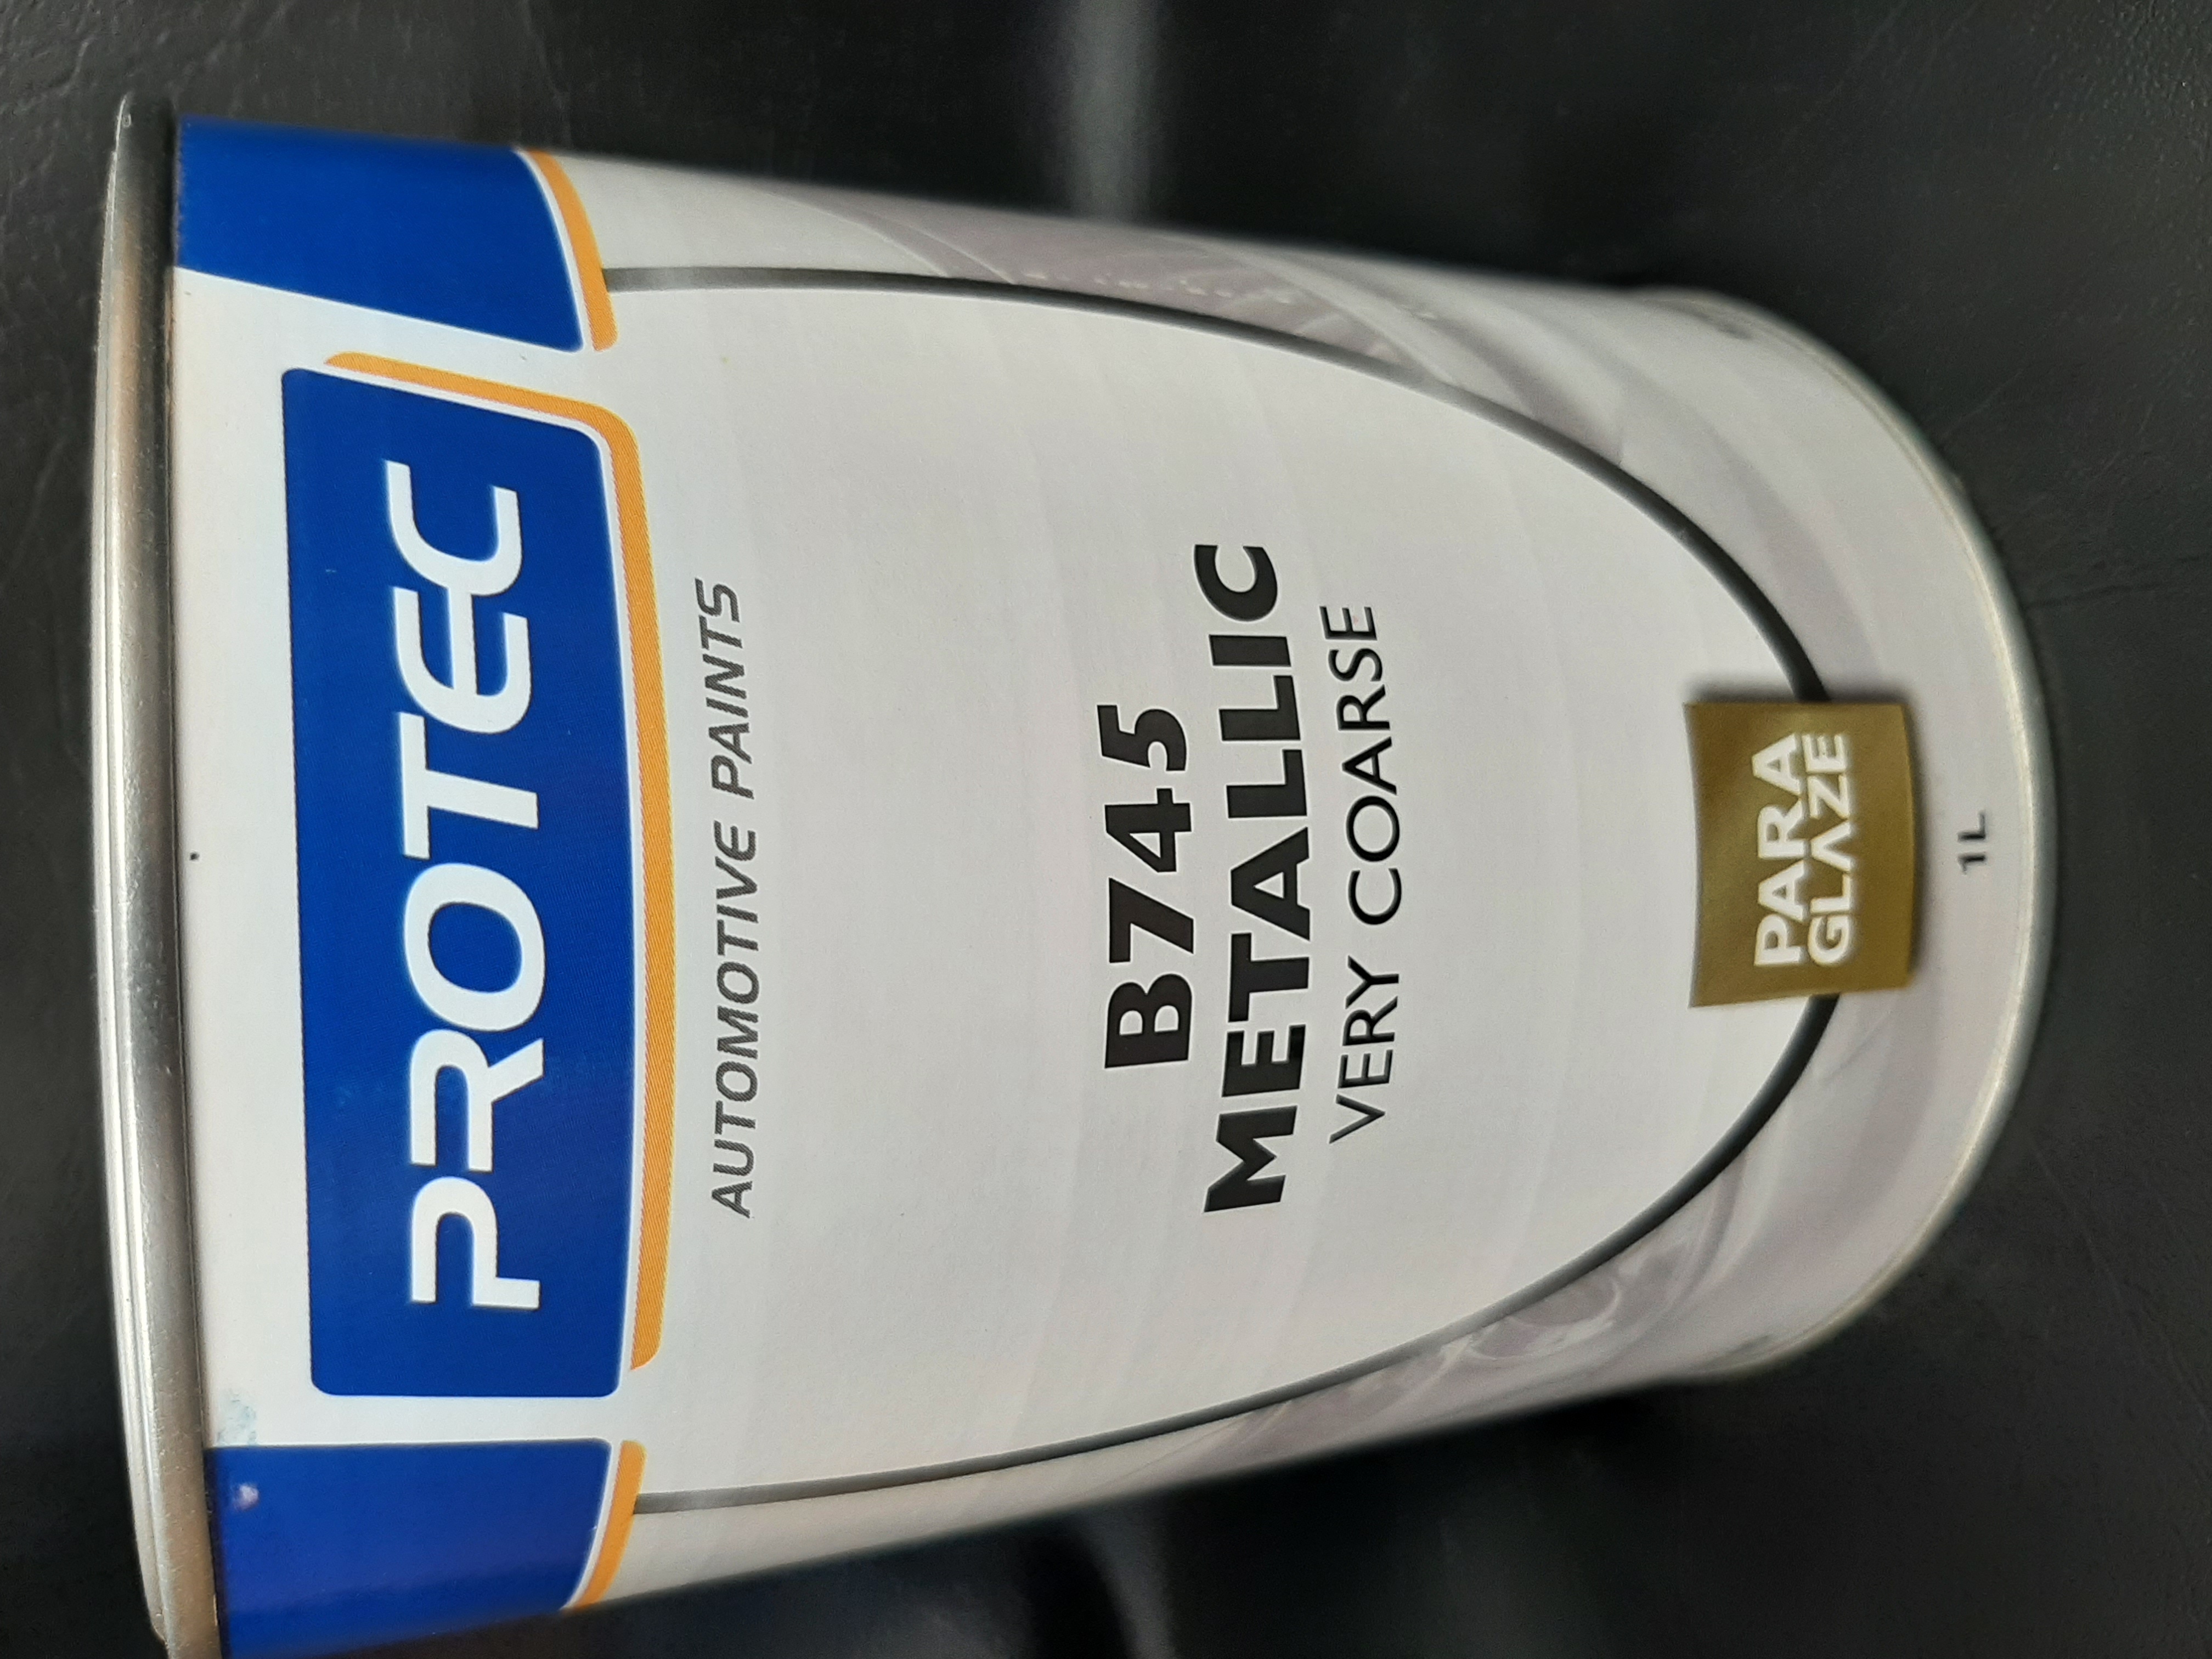 PROTEC
AUTOMOTIVE PAINTS
B745
METALLIC
VERY COARSE
PARA
GLAZE
1L